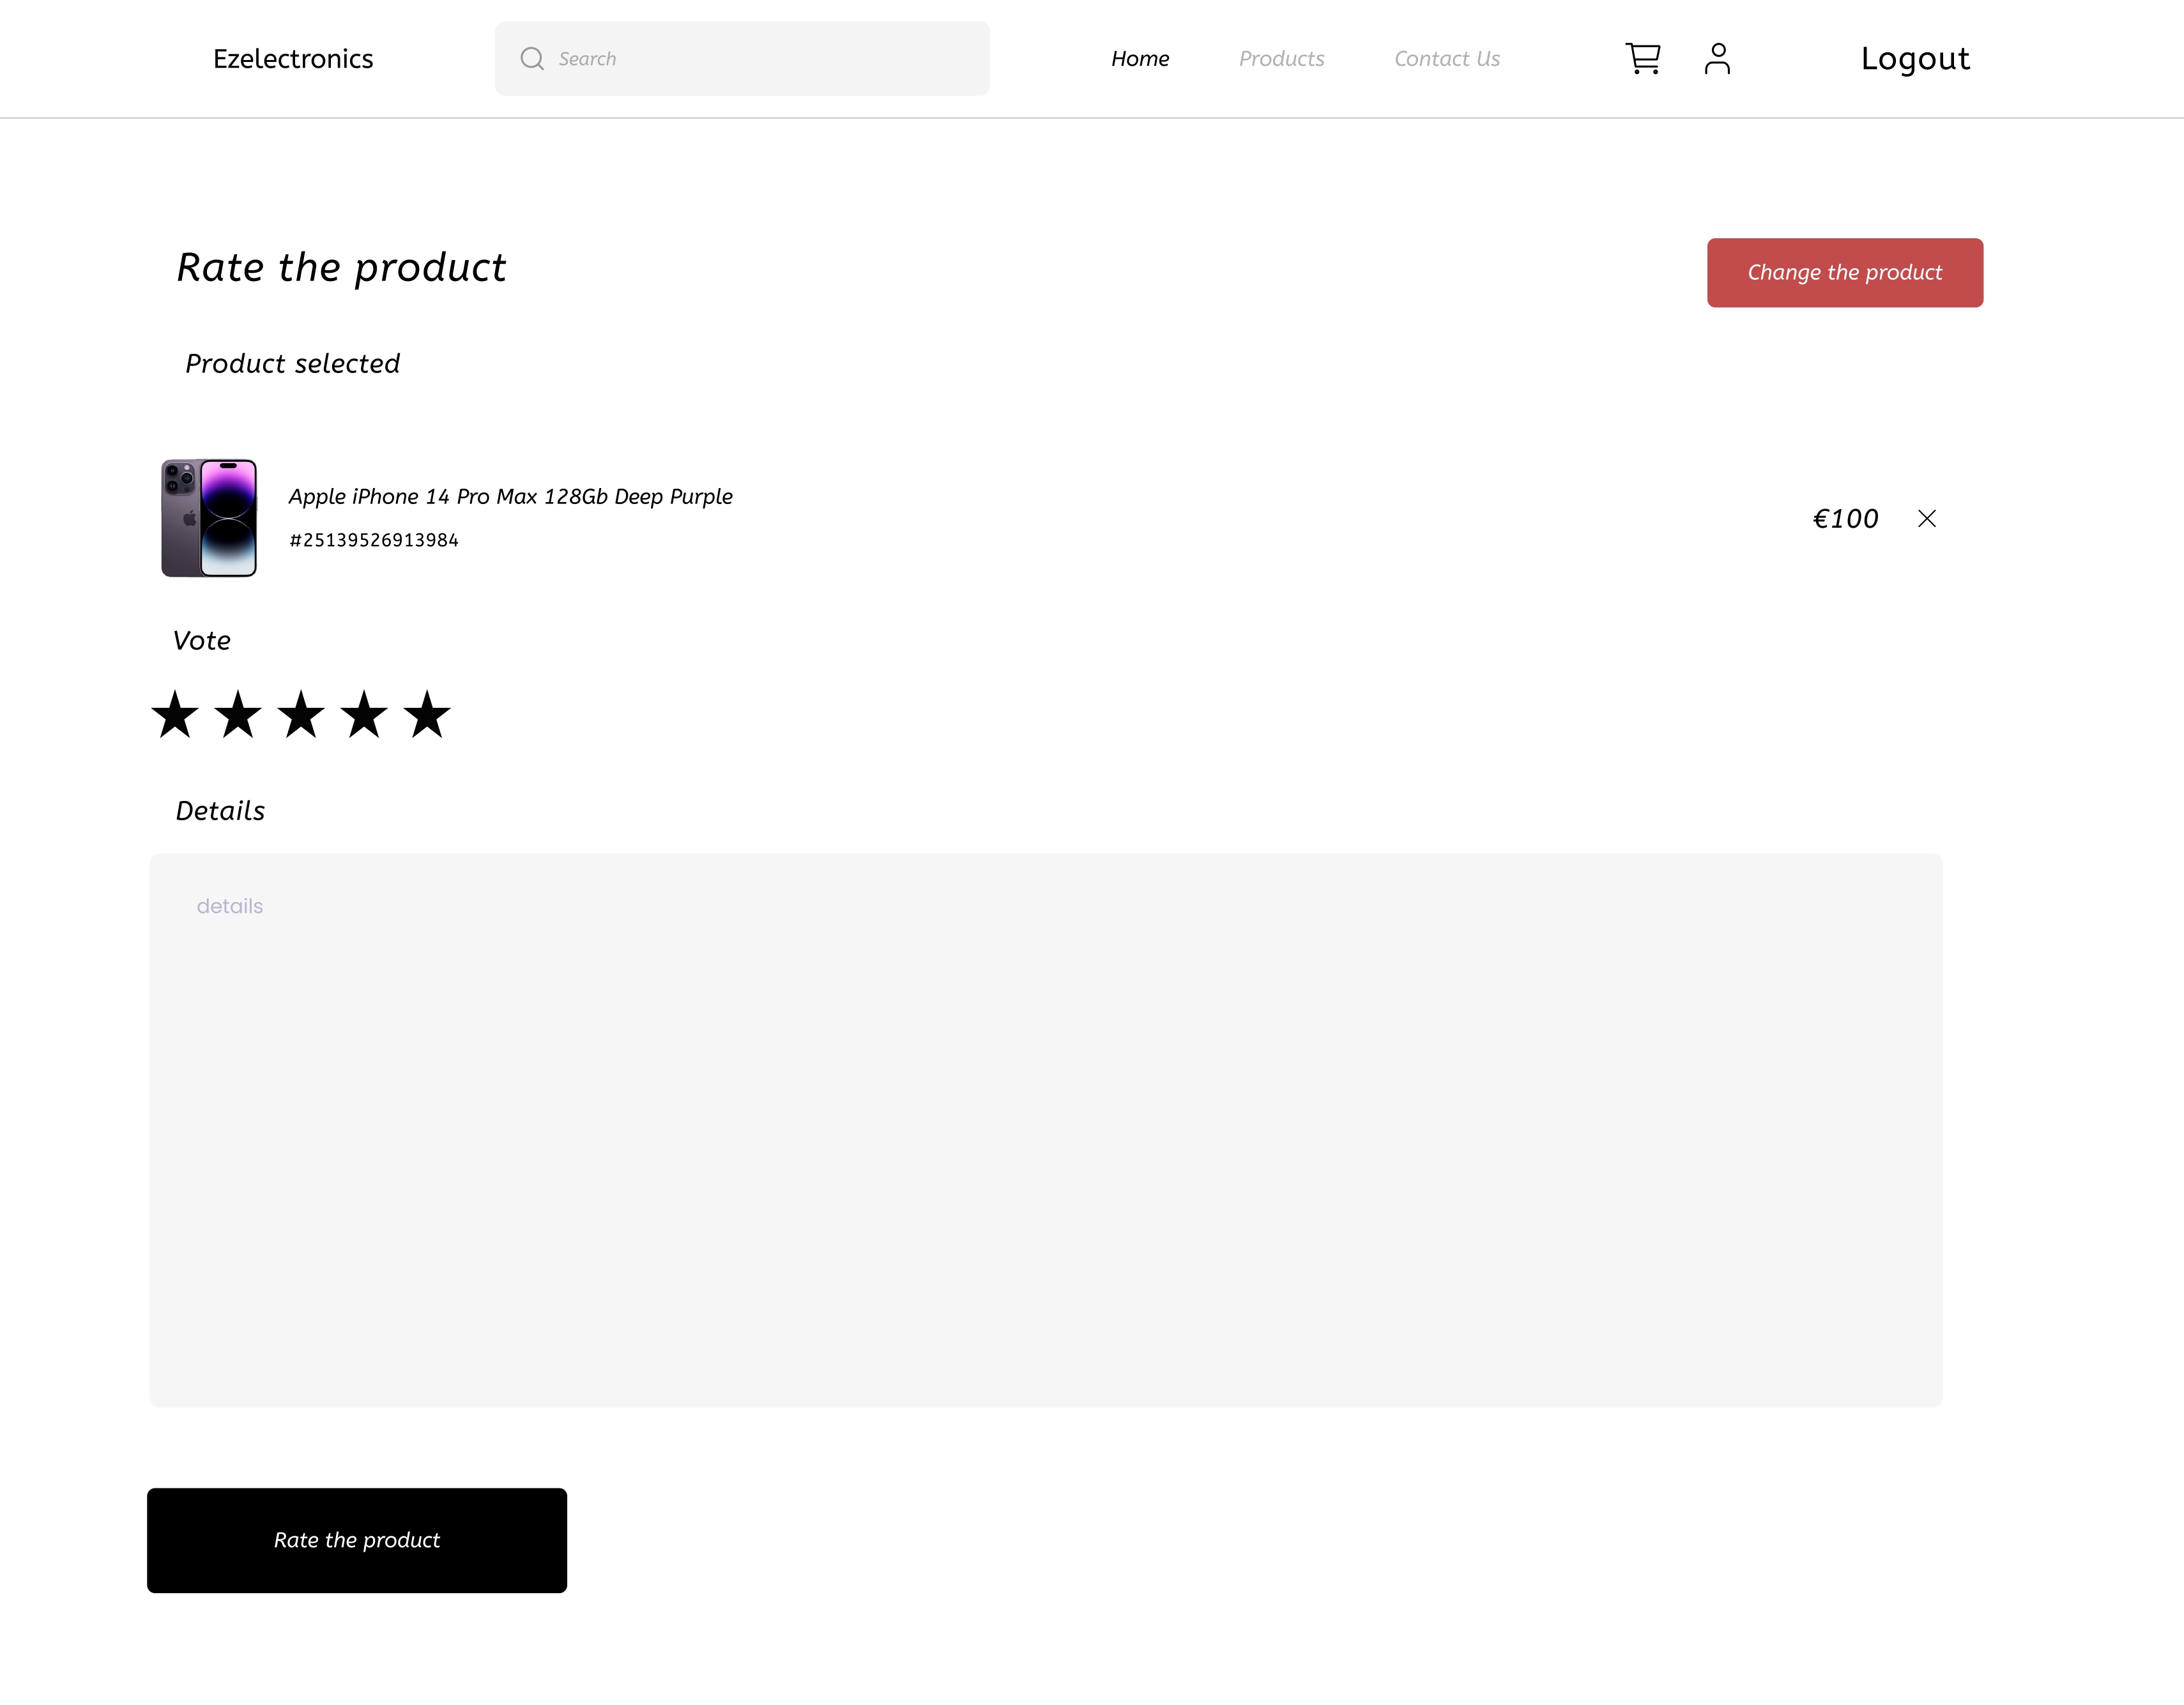 Ezelectronics
Search
Home
Products
Contact Us
Logout
Rate the product
Change the product
Product selected
Apple iPhone 14 Pro Max 128Gb Deep Purple
#25139526913984
€100
Vote
Details
details
Rate the product